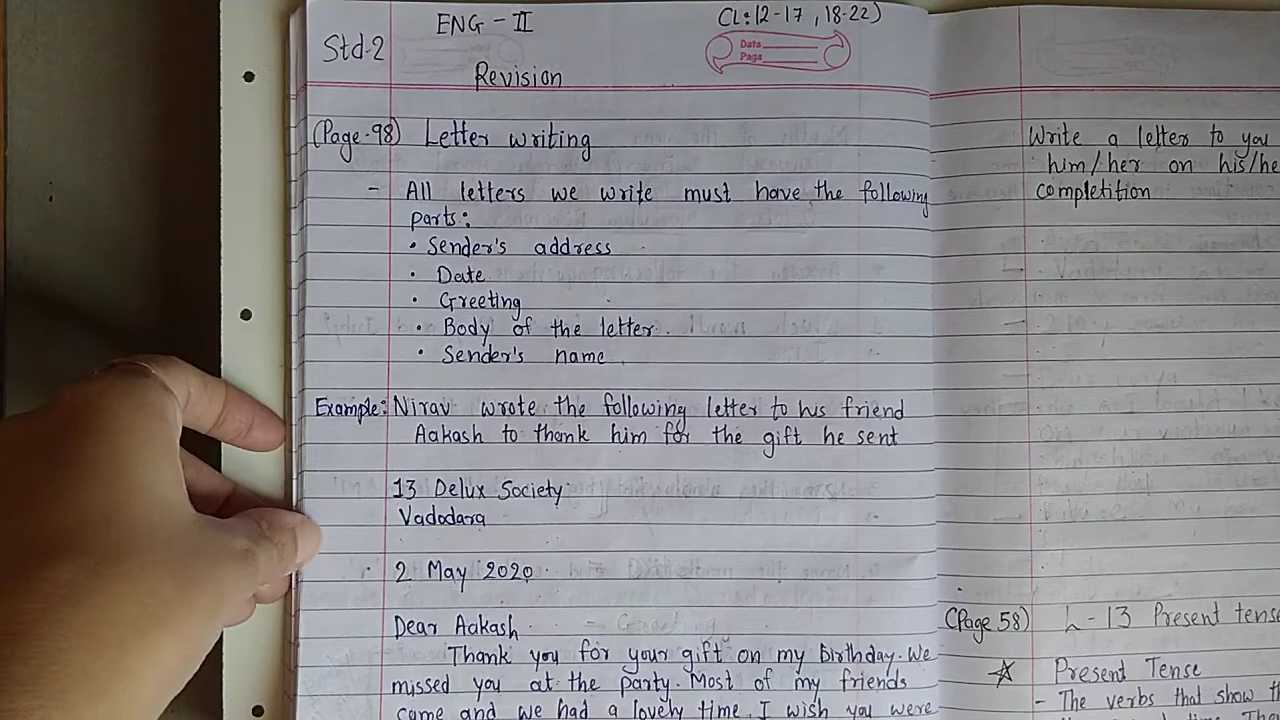 ENG - II
CL:(2-17, 18-22)
Std-2
Date
Page
Revision
(Page-98) Letter writing
- All letters we write must have the following
parts:
• Sender's address
• Date
• Greeting
• Body of the letter.
• Sender's name
Example: Nirav wrote the following letter to his friend
Aakash to thank him for the gift he sent
13 Delux Society
Vadodara
2 May 2020
Dear Aakash
Thank you for your gift on my birthday. We
missed you at the party. Most of my friends
came and we had a lovely time. I wish you were
Write a letter to you
him/her on his/he
completition
(Page 58) L-13 Present tense
☆ Present Tense
- The verbs that show th